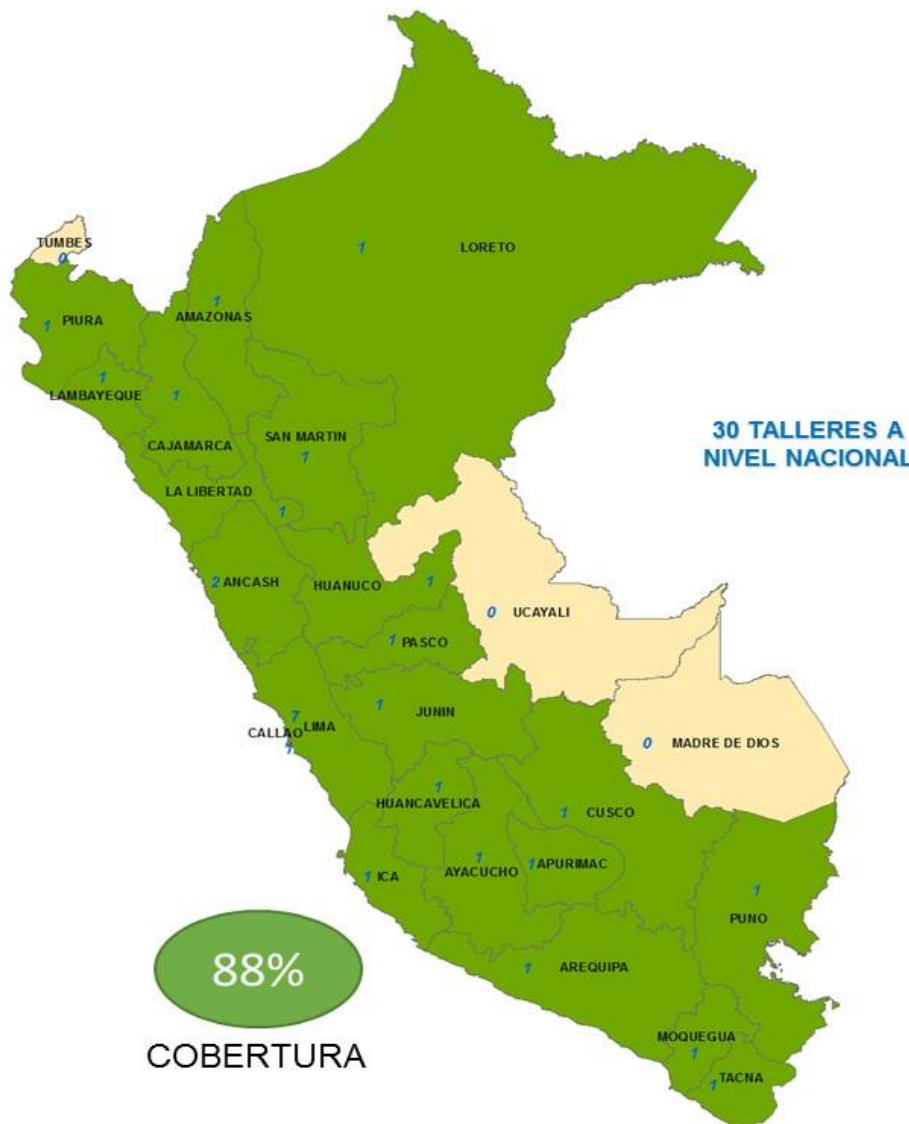 TUMBES
0
LORETO
1
1
AMAZONAS
1
PIURA
1
LAMBAYEQUE
1
CAJAMARCA
SAN MARTIN
1
30 TALLERES A
NIVEL NACIONAL
LA LIBERTAD
1
2 ANCASH
HUANUCO 1
0 UCAYALI
1 PASCO
1 JUNIN
7
LIMA
CALLAO
1
0 MADRE DE DIOS
1
HUANCAVELICA
1 CUSCO
1
AYACUCHO
1 APURIMAC
1 ICA
1
PUNO
88%
COBERTURA
1 AREQUIPA
MOQUEGUA
1
1 TACNA